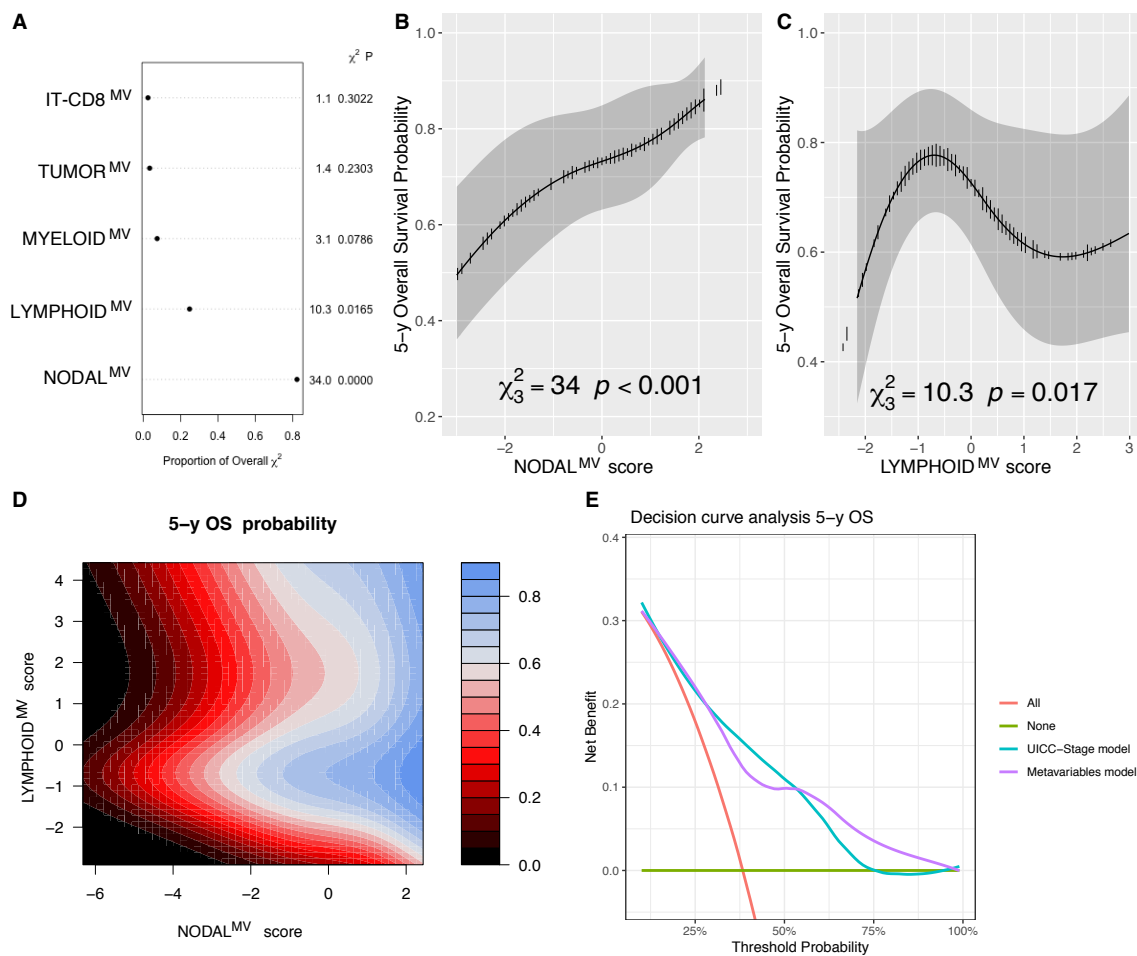 A
χ² P
IT-CD8 MV 1.1 0.3022
TUMOR MV 1.4 0.2303
MYELOID MV 3.1 0.0786
LYMPHOID MV 10.3 0.0165
NODAL MV 34.0 0.0000
0.0 0.2 0.4 0.6 0.8
Proportion of Overall χ²
B
5−y Overall Survival Probability
1.0
0.8
0.6
0.4
0.2
χ²₃ = 34 p < 0.001
−2 0 2
NODAL MV score
C
5−y Overall Survival Probability
1.0
0.8
0.6
0.4
χ²₃ = 10.3 p = 0.017
−2 −1 0 1 2 3
LYMPHOID MV score
D
5−y OS probability
LYMPHOID MV score
4
3
2
1
0
−1
−2
−6 −4 −2 0 2
NODAL MV score
0.8
0.6
0.4
0.2
0.0
E
Decision curve analysis 5−y OS
Net Benefit
0.4
0.3
0.2
0.1
0.0
25% 50% 75% 100%
Threshold Probability
All
None
UICC−Stage model
Metavariables model